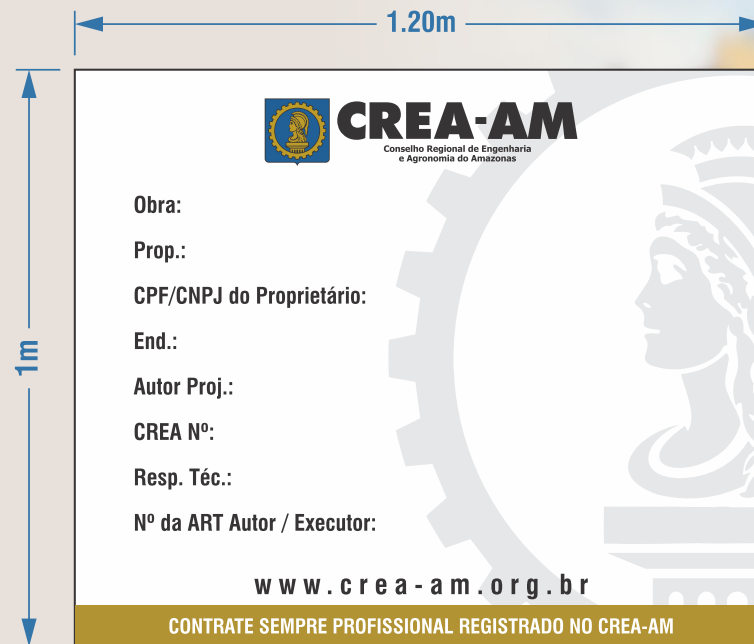 1.20m
1m
CREA-AM
Conselho Regional de Engenharia
e Agronomia do Amazonas
Obra:
Prop.:
CPF/CNPJ do Proprietário:
End.:
Autor Proj.:
CREA Nº:
Resp. Téc.:
Nº da ART Autor / Executor:
www.crea-am.org.br
CONTRATE SEMPRE PROFISSIONAL REGISTRADO NO CREA-AM